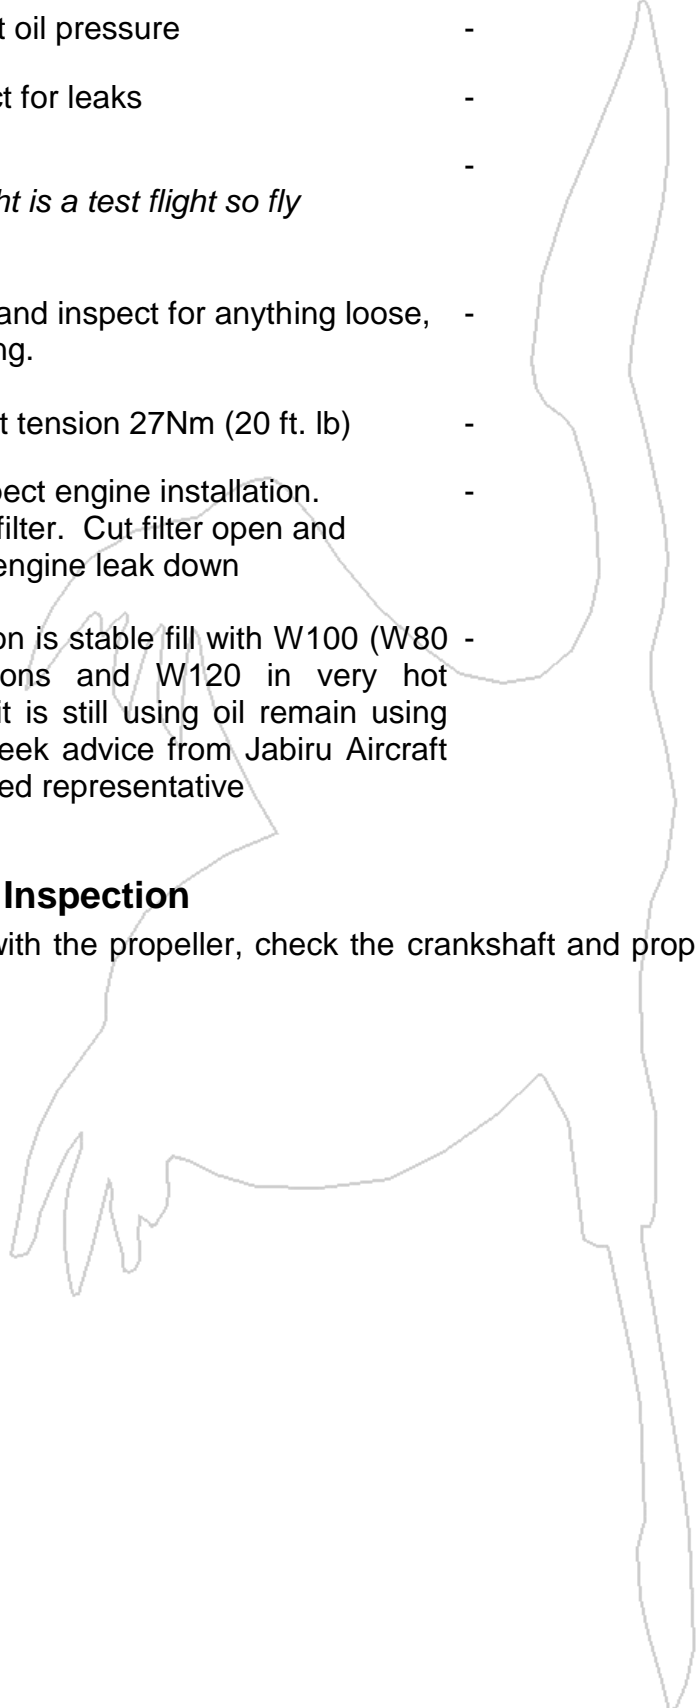 t oil pressure -
ct for leaks -
-
ht is a test flight so fly
and inspect for anything loose, -
ng.
t tension 27Nm (20 ft. lb) -
pect engine installation. -
filter. Cut filter open and
engine leak down
on is stable fill with W100 (W80 -
ons and W120 in very hot
it is still using oil remain using
eek advice from Jabiru Aircraft
ed representative
Inspection
with the propeller, check the crankshaft and prop